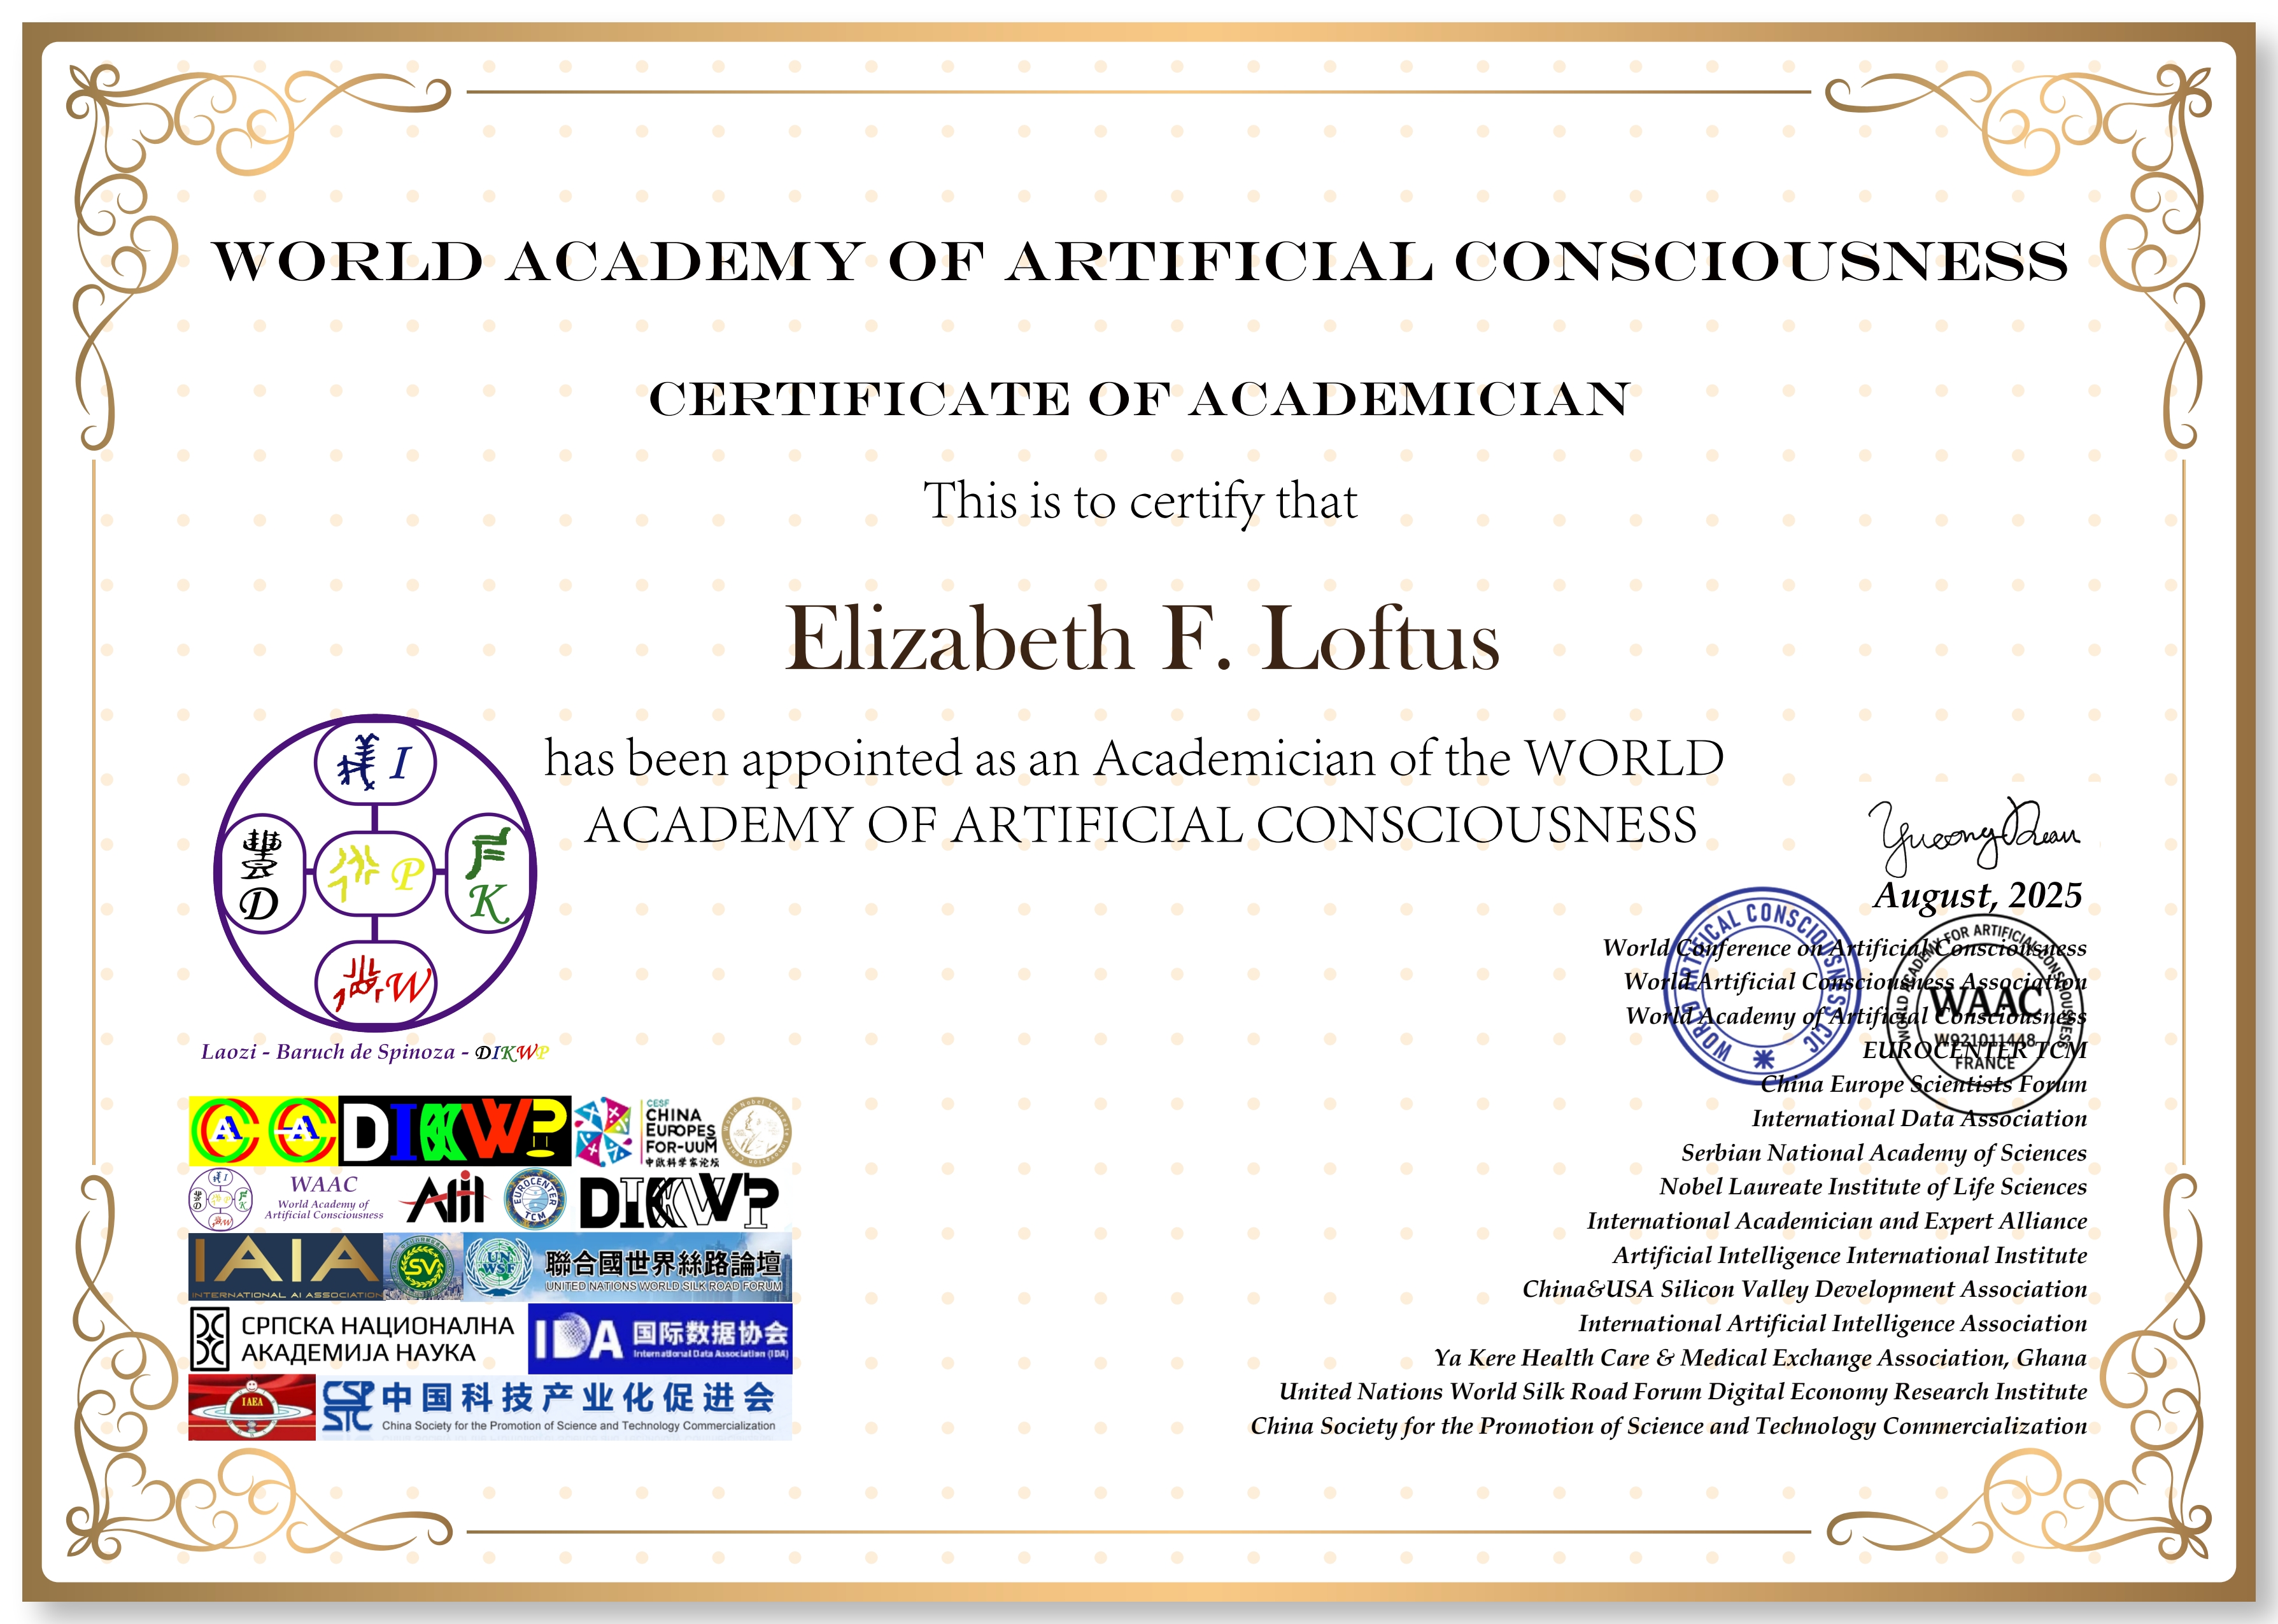 WORLD ACADEMY OF ARTIFICIAL CONSCIOUSNESS
CERTIFICATE OF ACADEMICIAN
This is to certify that
Elizabeth F. Loftus
has been appointed as an Academician of the WORLD
ACADEMY OF ARTIFICIAL CONSCIOUSNESS
I
D
P
K
W
Laozi - Baruch de Spinoza - DIKWP
August, 2025
World Conference on Artificial Consciousness
World Artificial Consciousness Association
World Academy of Artificial Consciousness
EUROCENTER TCM
China Europe Scientists Forum
International Data Association
Serbian National Academy of Sciences
Nobel Laureate Institute of Life Sciences
International Academician and Expert Alliance
Artificial Intelligence International Institute
China&USA Silicon Valley Development Association
International Artificial Intelligence Association
Ya Kere Health Care & Medical Exchange Association, Ghana
United Nations World Silk Road Forum Digital Economy Research Institute
China Society for the Promotion of Science and Technology Commercialization
WORLD ARTIFICAL CONSCIOUSNESS CIC
WORLD ACADEMY FOR ARTIFICIAL CONSCIOUSNESS
WAAC
W921011448
FRANCE
DIKWP
CESF
CHINA
EUROPES
FOR-UUM
中欧科学家论坛
WAAC
World Academy of
Artificial Consciousness
AIII
EUROCENTER
TCM
DIKWP
IAIA
INTERNATIONAL AI ASSOCIATION
SV
UN
WSF
聯合國世界絲路論壇
UNITED NATIONS WORLD SILK ROAD FORUM
СРПСКА НАЦИОНАЛНА
АКАДЕМИЈА НАУКА
IDA
国际数据协会
International Data Association (IDA)
IAEA
CSP
STC
中国科技产业化促进会
China Society for the Promotion of Science and Technology Commercialization